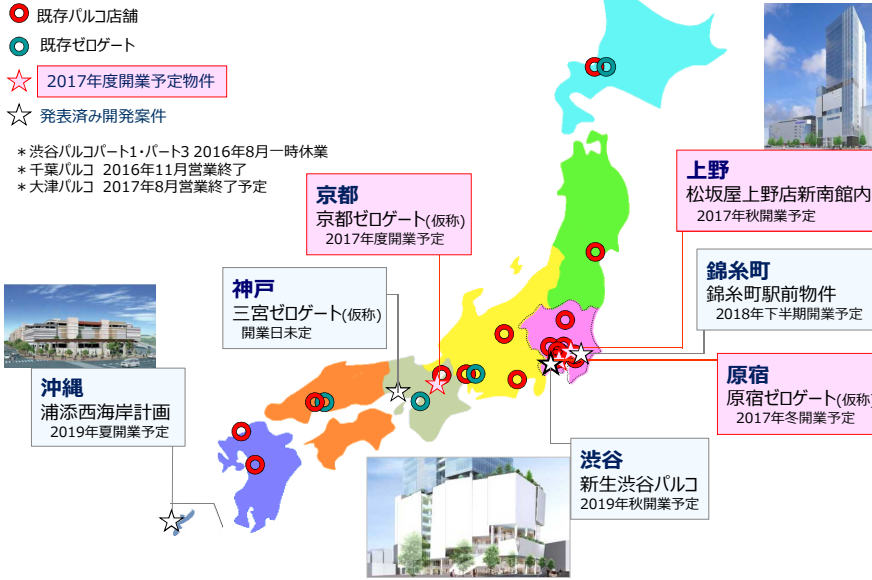 既存パルコ店舗
既存ゼロゲート
2017年度開業予定物件
発表済み開発案件
＊渋谷パルコパート1・パート3 2016年8月一時休業
＊千葉パルコ 2016年11月営業終了
＊大津パルコ 2017年8月営業終了予定
京都
京都ゼロゲート(仮称)
2017年度開業予定
上野
松坂屋上野店新南館内
2017年秋開業予定
神戸
三宮ゼロゲート(仮称)
開業日未定
錦糸町
錦糸町駅前物件
2018年下半期開業予定
沖縄
浦添西海岸計画
2019年夏開業予定
原宿
原宿ゼロゲート(仮称)
2017年冬開業予定
渋谷
新生渋谷パルコ
2019年秋開業予定